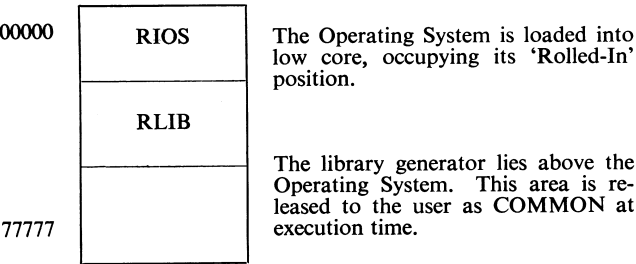 00000
RIOS
The Operating System is loaded into
low core, occupying its ‘Rolled-In’
position.
RLIB
The library generator lies above the
Operating System. This area is re-
leased to the user as COMMON at
execution time.
77777